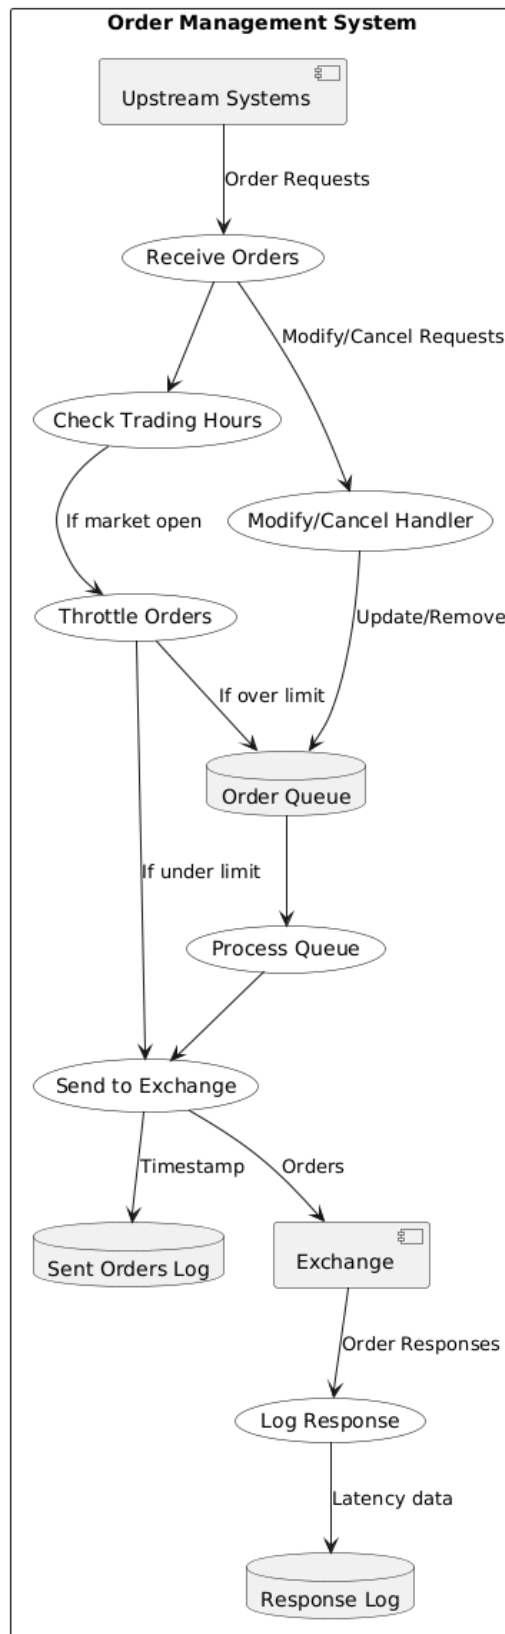 Order Management System
Upstream Systems
Order Requests
Receive Orders
Modify/Cancel Requests
Check Trading Hours
If market open
Modify/Cancel Handler
Throttle Orders
Update/Remove
If over limit
Order Queue
If under limit
Process Queue
Send to Exchange
Timestamp
Orders
Sent Orders Log
Exchange
Order Responses
Log Response
Latency data
Response Log